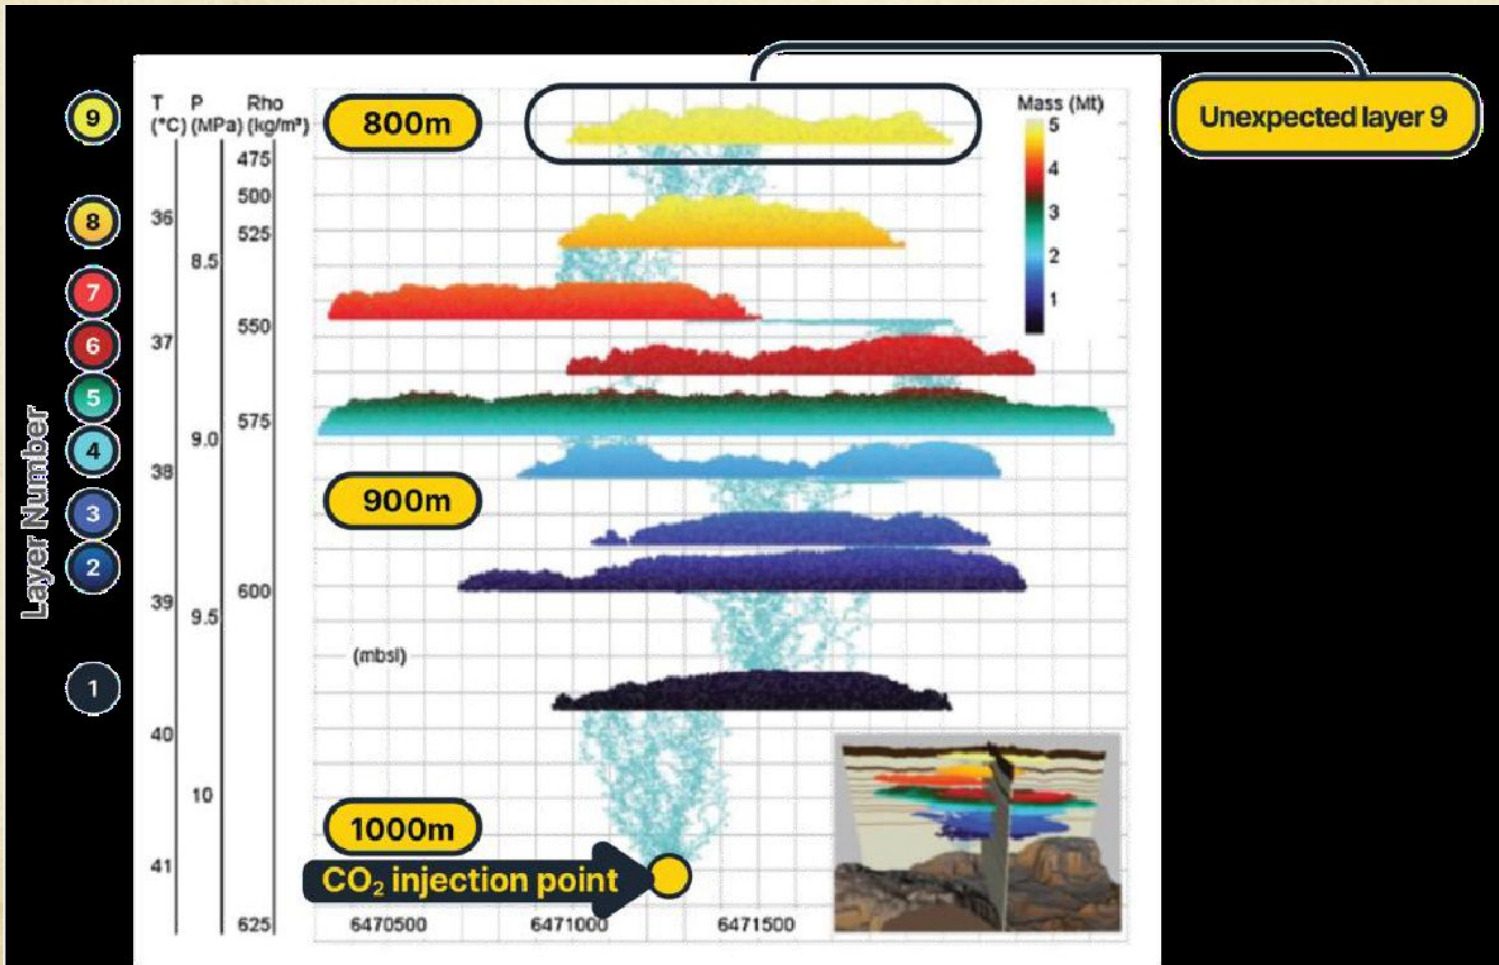 Unexpected layer 9
T P Rho
(°C) (MPa) (kg/m³)
800m
Mass (Mt)
5
4
3
2
1
9
8
7
6
5
4
3
2
1
Layer Number
36
37
38
39
40
41
8.5
9.0
9.5
10
475
500
525
550
575
600
625
900m
(mbsl)
1000m
CO₂ injection point
6470500 6471000 6471500